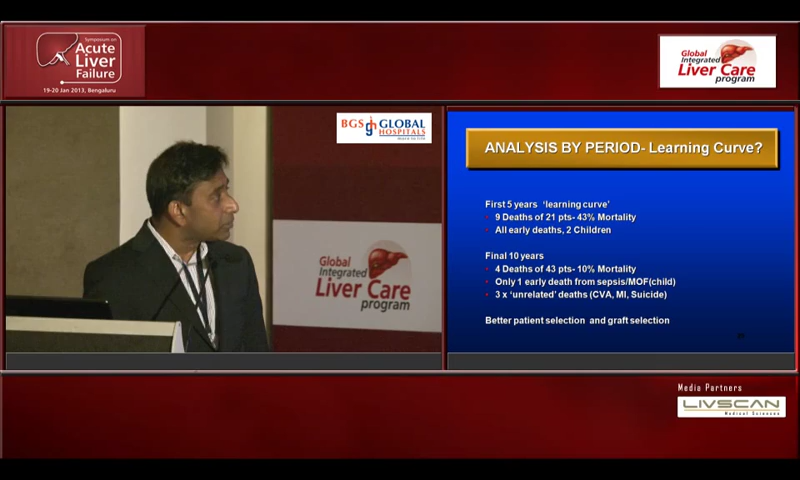 Symposium on
Acute
Liver
Failure
19-20 Jan 2013, Bengaluru
Global
Integrated
Liver Care
program
BGS GLOBAL
HOSPITALS
Global
Integrated
Liver Care
program
ANALYSIS BY PERIOD- Learning Curve?
First 5 years 'learning curve'
• 9 Deaths of 21 pts- 43% Mortality
• All early deaths, 2 Children
Final 10 years
• 4 Deaths of 43 pts- 10% Mortality
• Only 1 early death from sepsis/MOF(child)
• 3 x 'unrelated' deaths (CVA, MI, Suicide)
Better patient selection and graft selection
Media Partners
LIVSCAN
Medical Sciences